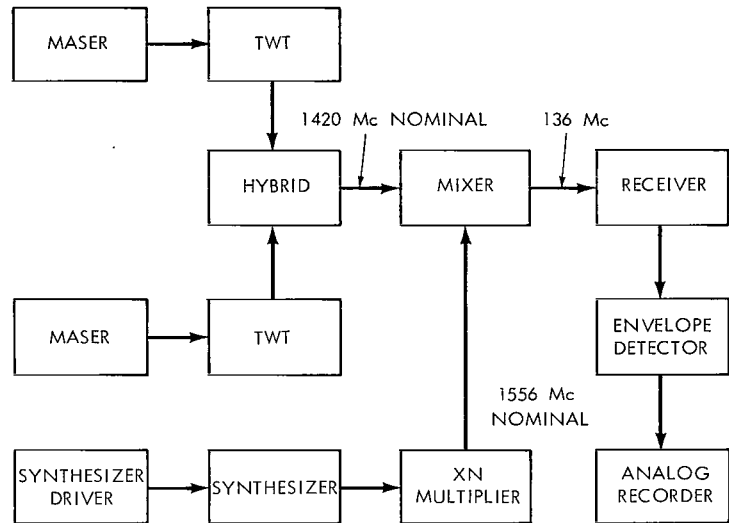 MASER
TWT
1420 Mc NOMINAL
136 Mc
HYBRID
MIXER
RECEIVER
MASER
TWT
ENVELOPE
DETECTOR
1556 Mc
NOMINAL
SYNTHESIZER
DRIVER
SYNTHESIZER
XN
MULTIPLIER
ANALOG
RECORDER